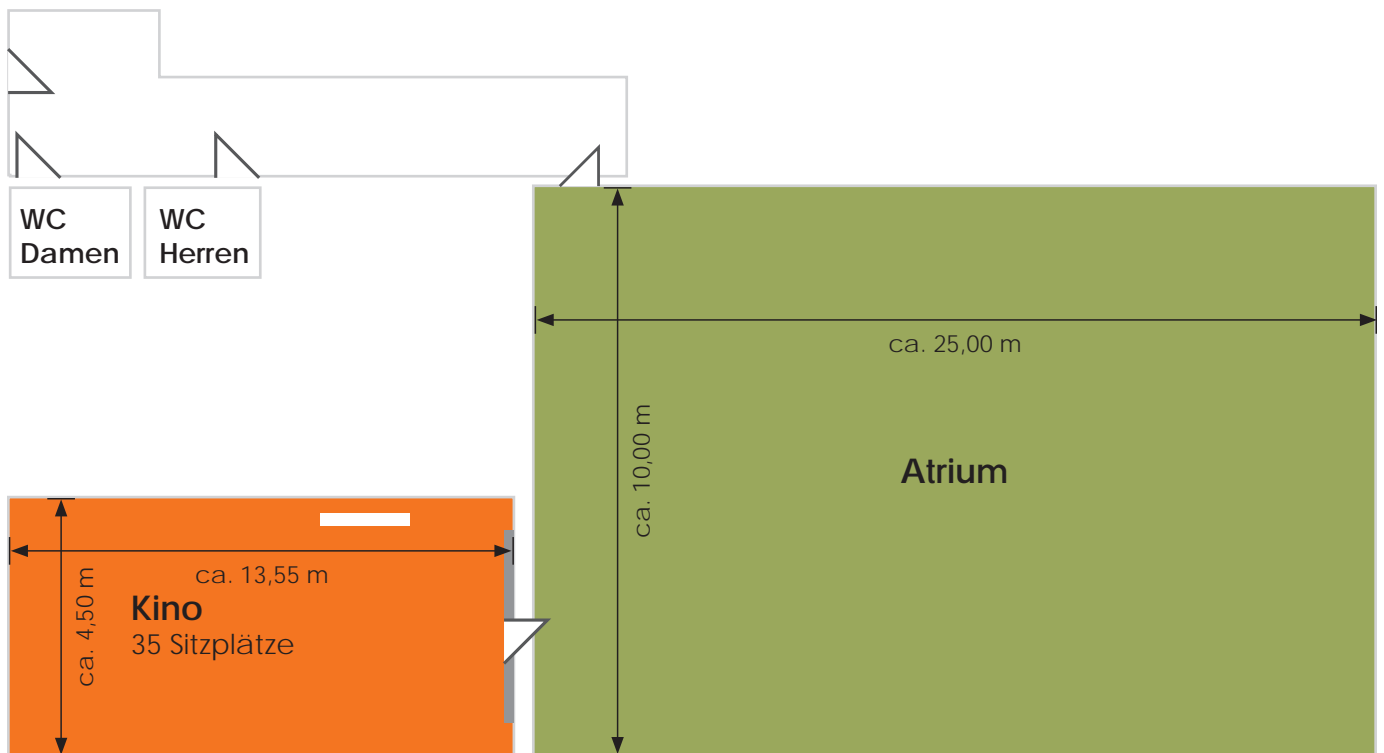 WC
Damen
WC
Herren
ca. 25,00 m
ca. 10,00 m
Atrium
ca. 13,55 m
ca. 4,50 m
Kino
35 Sitzplätze